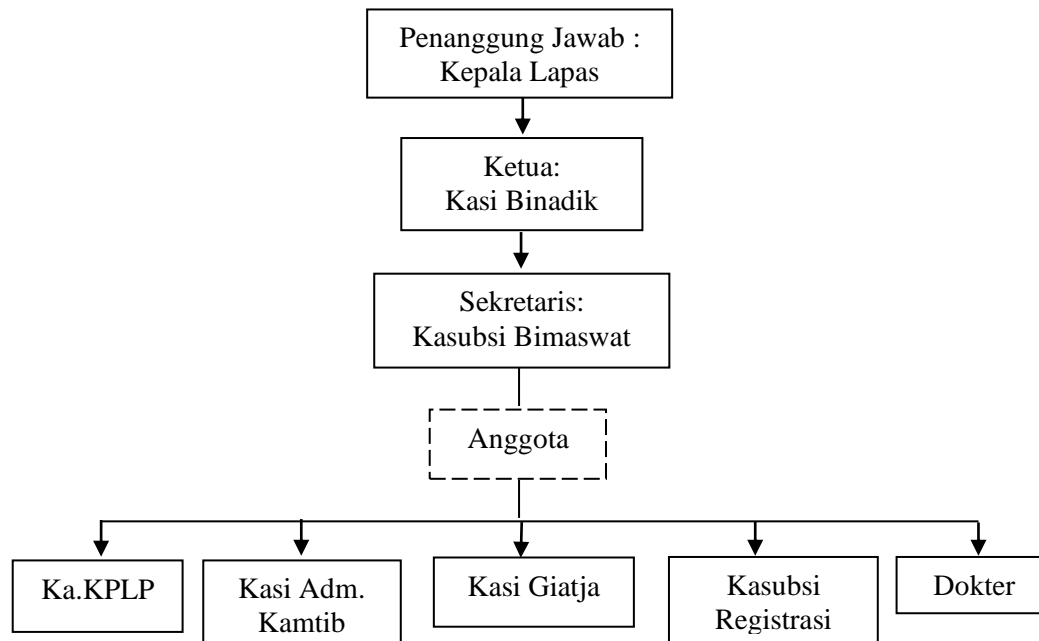 Penanggung Jawab :
Kepala Lapas
Ketua:
Kasi Binadik
Sekretaris:
Kasubsi Bimaswat
Anggota
Ka.KPLP
Kasi Adm.
Kamtib
Kasi Giatja
Kasubsi
Registrasi
Dokter